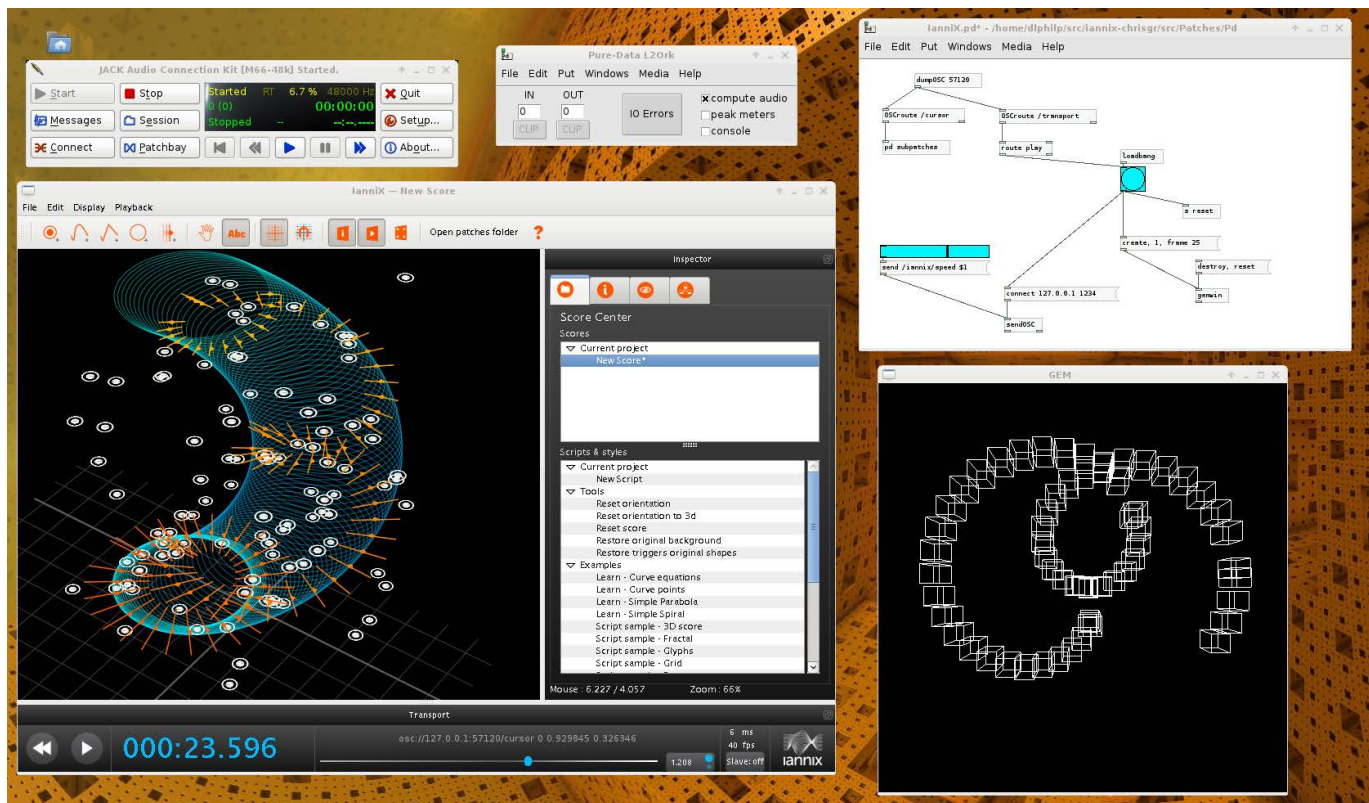 JACK Audio Connection Kit [M66-48k] Started.
Start
Stop
Started RT 6.7 % 48000 Hz
0 (0) 00:00:00
Stopped -- --:--.----
Quit
Messages
Session
Setup...
Connect
Patchbay
About...
Pure-Data L2Ork
File Edit Put Windows Media Help
IN OUT
0 0
CLIP CLIP
IO Errors
compute audio
peak meters
console
IanniX.pd* - /home/dlphilp/src/iannix-chrisgr/src/Patches/Pd
File Edit Put Windows Media Help
dumpOSC 57120
OSCroute /cursor
OSCroute /transport
pd subpatches
route play
loadbang
s reset
create, 1, frame 25
send /iannix/speed $1
destroy, reset
connect 127.0.0.1 1234
gemwin
sendOSC
IanniX — New Score
File Edit Display Playback
Abc
Open patches folder ?
Inspector
Score Center
Scores
Current project
New Score*
Scripts & styles
Current project
New Script
Tools
Reset orientation
Reset orientation to 3d
Reset score
Restore original background
Restore triggers original shapes
Examples
Learn - Curve equations
Learn - Curve points
Learn - Simple Parabola
Learn - Simple Spiral
Script sample - 3D score
Script sample - Fractal
Script sample - Glyphs
Script sample - Grid
Mouse : 6.227 / 4.057 Zoom : 66%
Transport
000:23.596
osc://127.0.0.1:57120/cursor 0 0.929845 0.326346
1.208
6 ms
40 fps
Slave: off
iannix
GEM